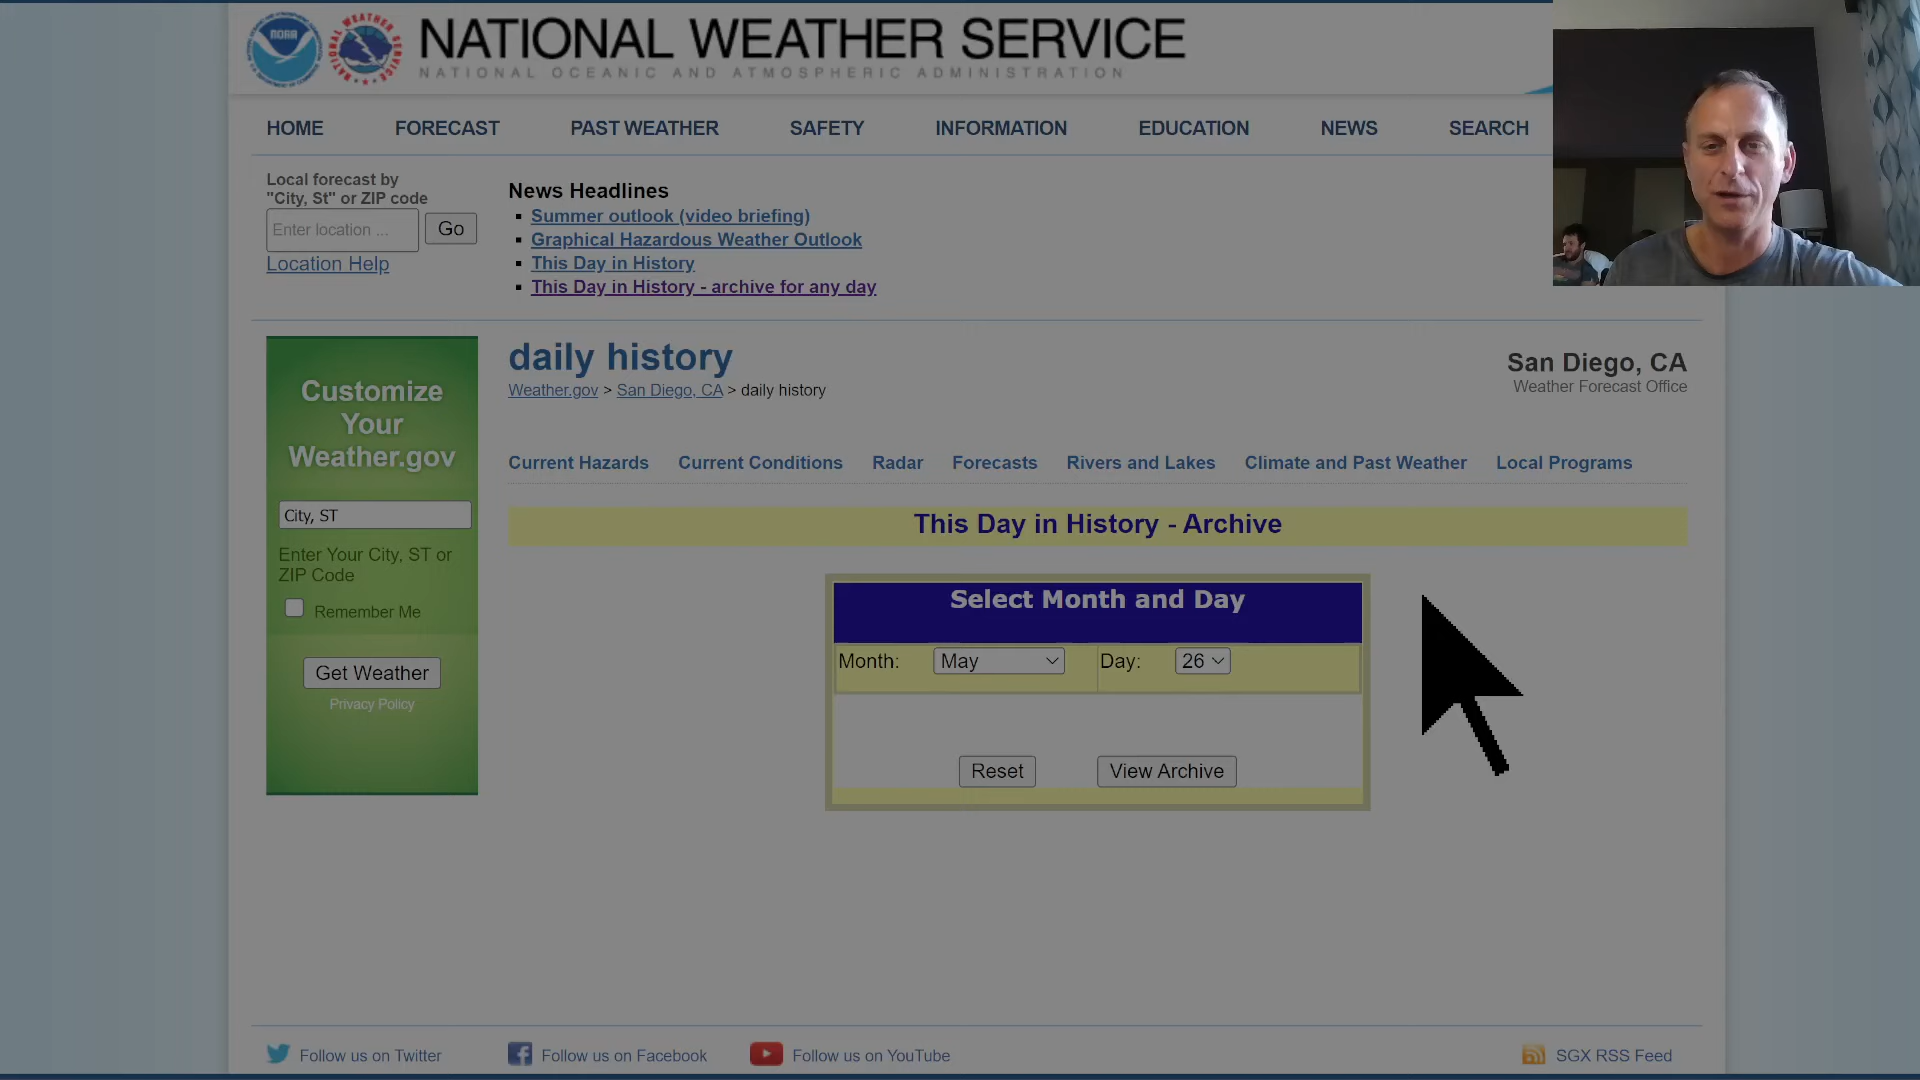 NOAA
NATIONAL WEATHER SERVICE
NATIONAL WEATHER SERVICE
NATIONAL OCEANIC AND ATMOSPHERIC ADMINISTRATION
HOME FORECAST PAST WEATHER SAFETY INFORMATION EDUCATION NEWS SEARCH
Local forecast by
"City, St" or ZIP code
Enter location ... Go
Location Help
News Headlines
Summer outlook (video briefing)
Graphical Hazardous Weather Outlook
This Day in History
This Day in History - archive for any day
Customize
Your
Weather.gov
City, ST
Enter Your City, ST or
ZIP Code
Remember Me
Get Weather
Privacy Policy
daily history
Weather.gov > San Diego, CA > daily history
San Diego, CA
Weather Forecast Office
Current Hazards Current Conditions Radar Forecasts Rivers and Lakes Climate and Past Weather Local Programs
This Day in History - Archive
Select Month and Day
Month: May Day: 26
Reset View Archive
Follow us on Twitter Follow us on Facebook Follow us on YouTube SGX RSS Feed